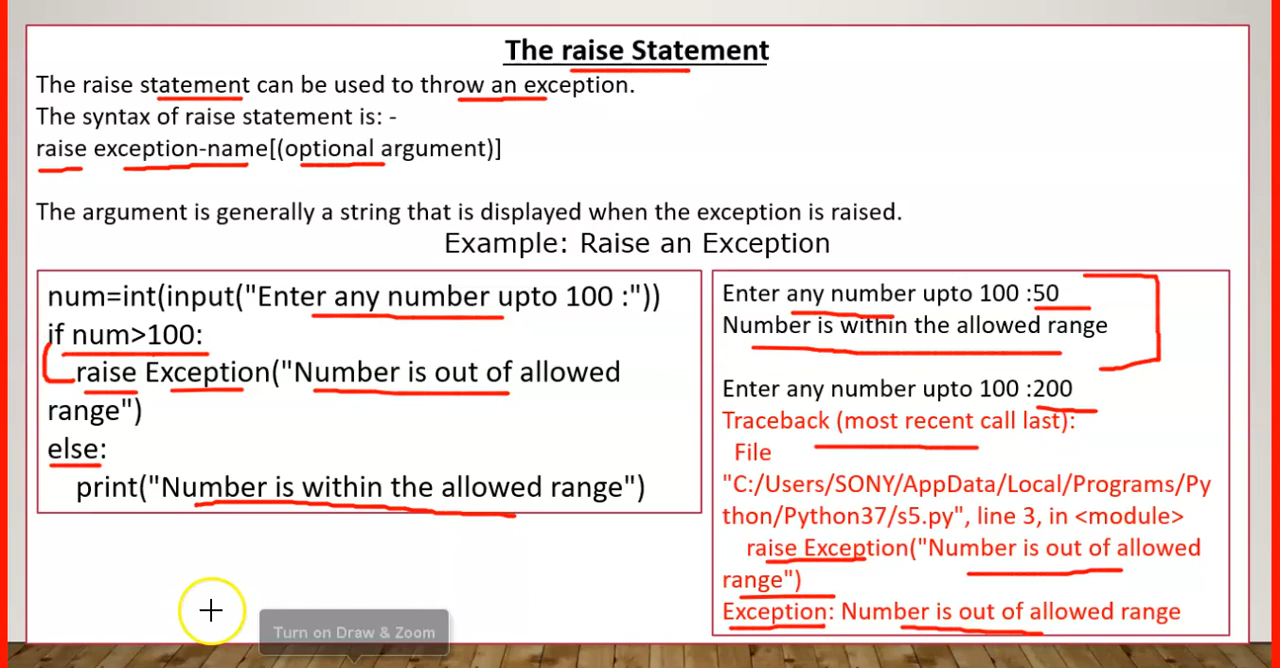 The raise Statement
The raise statement can be used to throw an exception.
The syntax of raise statement is: -
raise exception-name[(optional argument)]
The argument is generally a string that is displayed when the exception is raised.
Example: Raise an Exception
num=int(input("Enter any number upto 100 :"))
if num>100:
raise Exception("Number is out of allowed
range")
else:
print("Number is within the allowed range")
Enter any number upto 100 :50
Number is within the allowed range
Enter any number upto 100 :200
Traceback (most recent call last):
File
"C:/Users/SONY/AppData/Local/Programs/Py
thon/Python37/s5.py", line 3, in <module>
raise Exception("Number is out of allowed
range")
Exception: Number is out of allowed range
Turn on Draw & Zoom